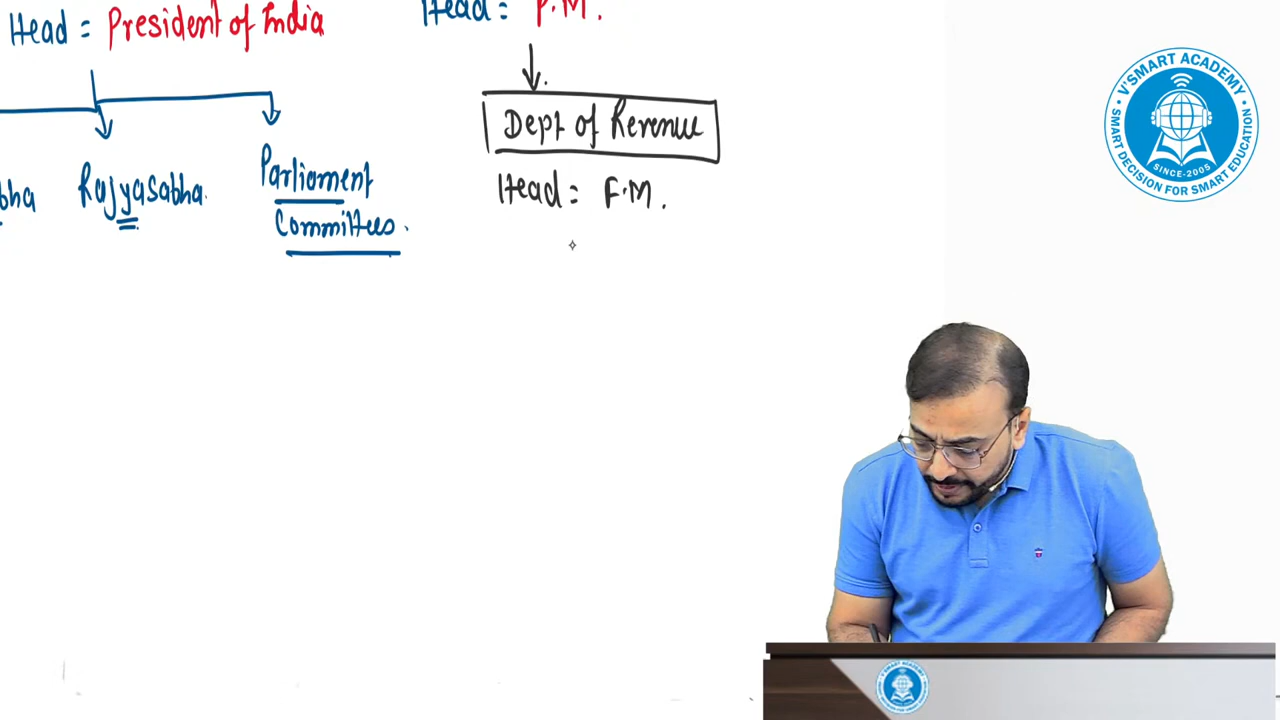 Head = President of India
Head = P.M.
Dept of Revenue
Head = F.M.
bha
Rajyasabha.
Parliament
Committees.
V'SMART ACADEMY
SINCE-2005
SMART DECISION FOR SMART EDUCATION